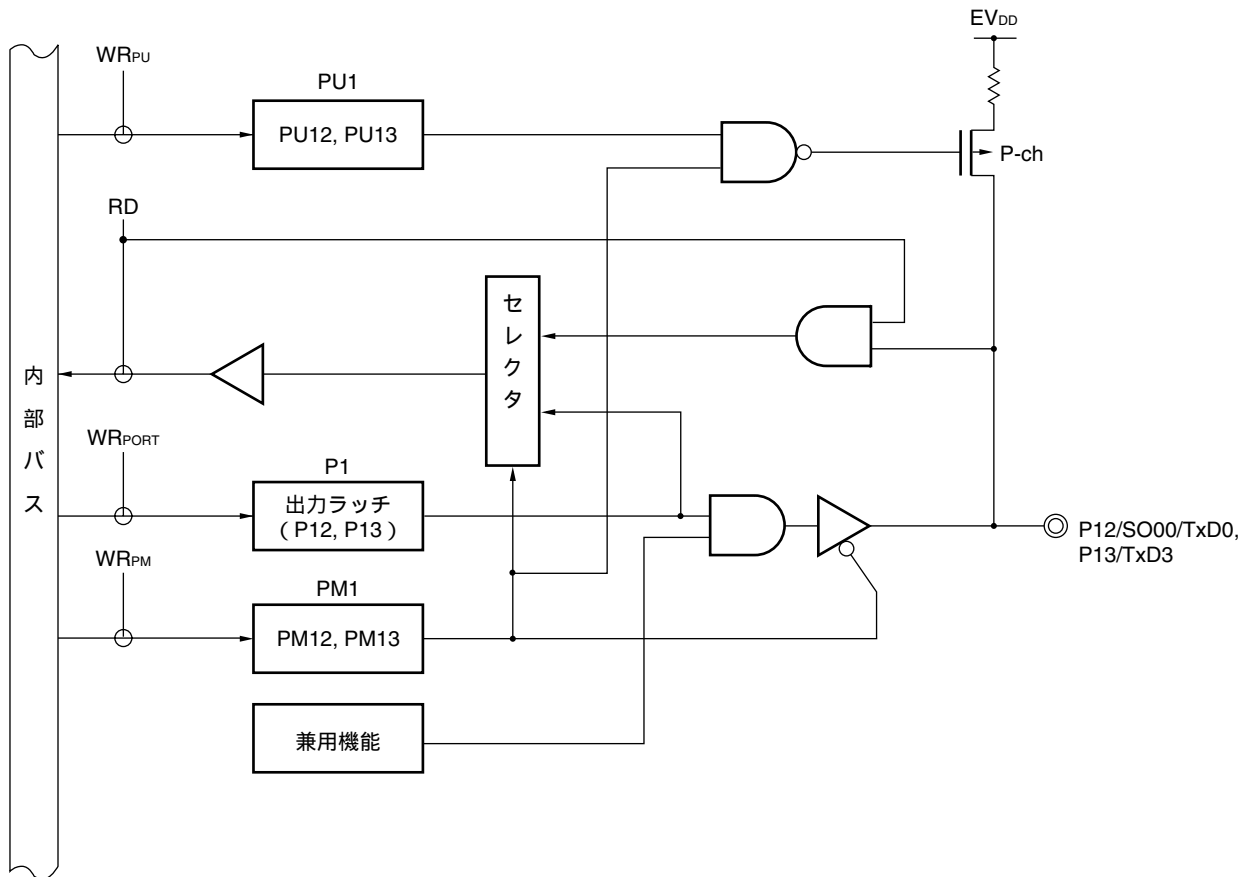 EVDD
WRPU
PU1
PU12, PU13
P-ch
RD
セレクタ
内部バス
WRPORT
P1
出力ラッチ
( P12, P13 )
P12/SO00/TxD0,
P13/TxD3
WRPM
PM1
PM12, PM13
兼用機能